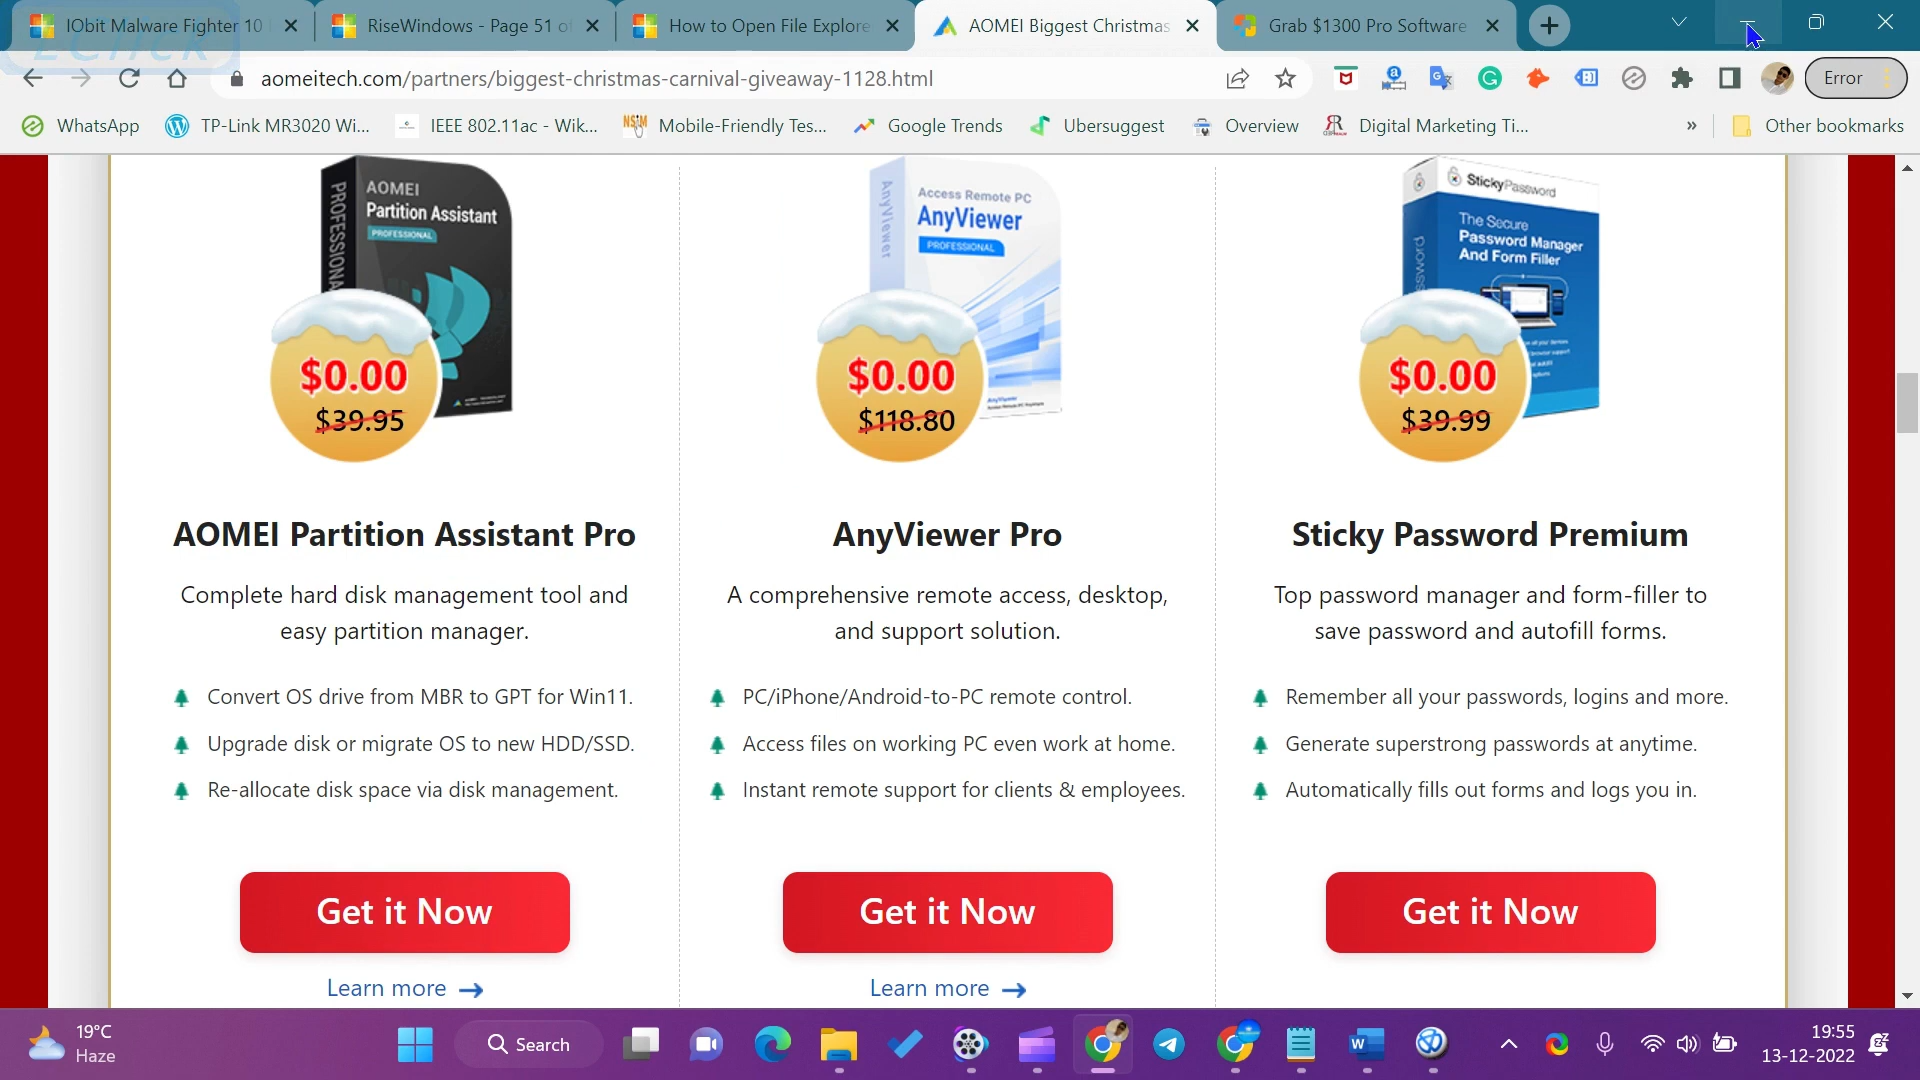 IObit Malware Fighter 10
RiseWindows - Page 51 of
How to Open File Explore
AOMEI Biggest Christmas
Grab $1300 Pro Software
2Click
aomeitech.com/partners/biggest-christmas-carnival-giveaway-1128.html
Error
WhatsApp
TP-Link MR3020 Wi...
IEEE 802.11ac - Wik...
NSIM
Mobile-Friendly Tes...
Google Trends
Ubersuggest
Overview
Digital Marketing Ti...
»
Other bookmarks
PROFESSIONAL
AOMEI
Partition Assistant
PROFESSIONAL
$0.00
$39.95
AnyViewer
Access Remote PC
AnyViewer
PROFESSIONAL
$0.00
$118.80
StickyPassword
The Secure
Password Manager
And Form Filler
$0.00
$39.99
AOMEI Partition Assistant Pro
Complete hard disk management tool and
easy partition manager.
Convert OS drive from MBR to GPT for Win11.
Upgrade disk or migrate OS to new HDD/SSD.
Re-allocate disk space via disk management.
Get it Now
Learn more →
AnyViewer Pro
A comprehensive remote access, desktop,
and support solution.
PC/iPhone/Android-to-PC remote control.
Access files on working PC even work at home.
Instant remote support for clients & employees.
Get it Now
Learn more →
Sticky Password Premium
Top password manager and form-filler to
save password and autofill forms.
Remember all your passwords, logins and more.
Generate superstrong passwords at anytime.
Automatically fills out forms and logs you in.
Get it Now
19°C
Haze
Search
19:55
13-12-2022